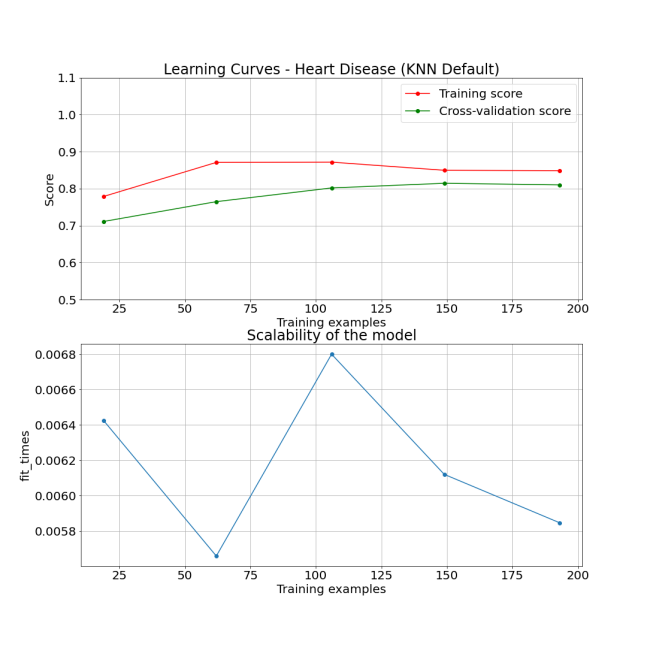 Learning Curves - Heart Disease (KNN Default)
1.1
1.0
0.9
0.8
0.7
0.6
0.5
Score
Training score
Cross-validation score
25 50 75 100 125 150 175 200
Training examples
Scalability of the model
0.0068
0.0066
0.0064
0.0062
0.0060
0.0058
fit_times
25 50 75 100 125 150 175 200
Training examples